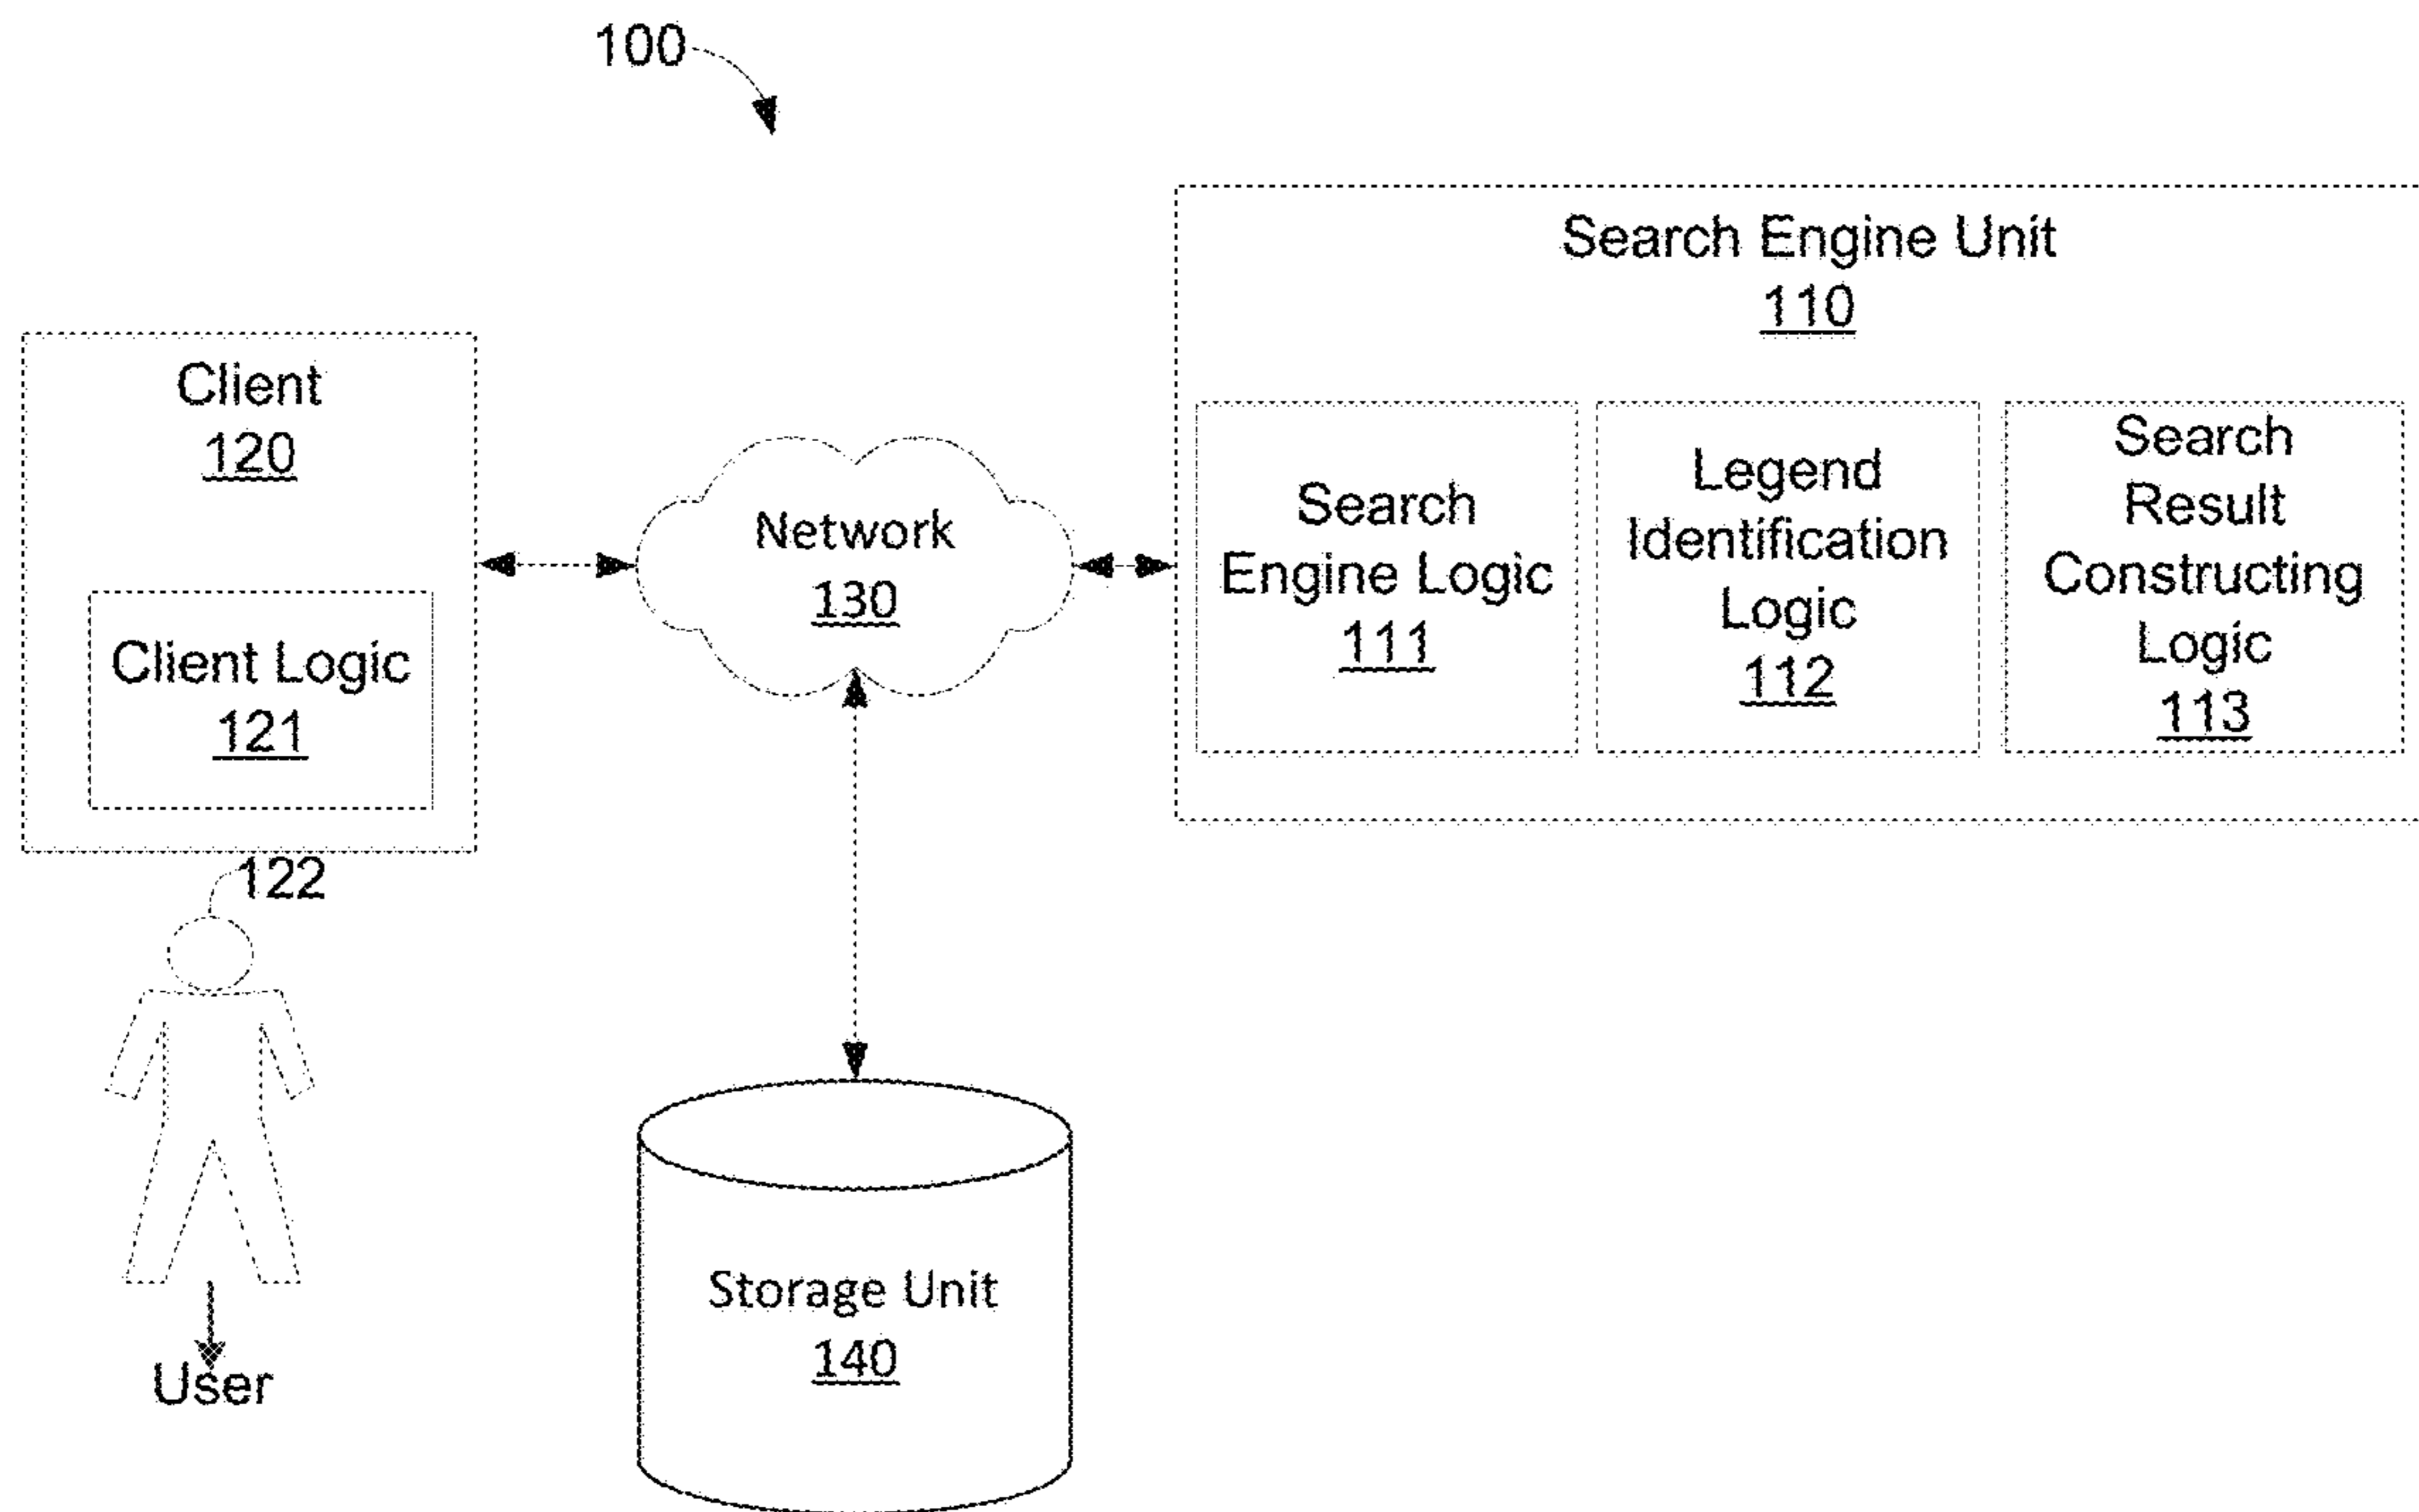 100
Search Engine Unit
110
Client
120
Client Logic
121
122
User
Network
130
Search
Engine Logic
111
Legend
Identification
Logic
112
Search
Result
Constructing
Logic
113
Storage Unit
140